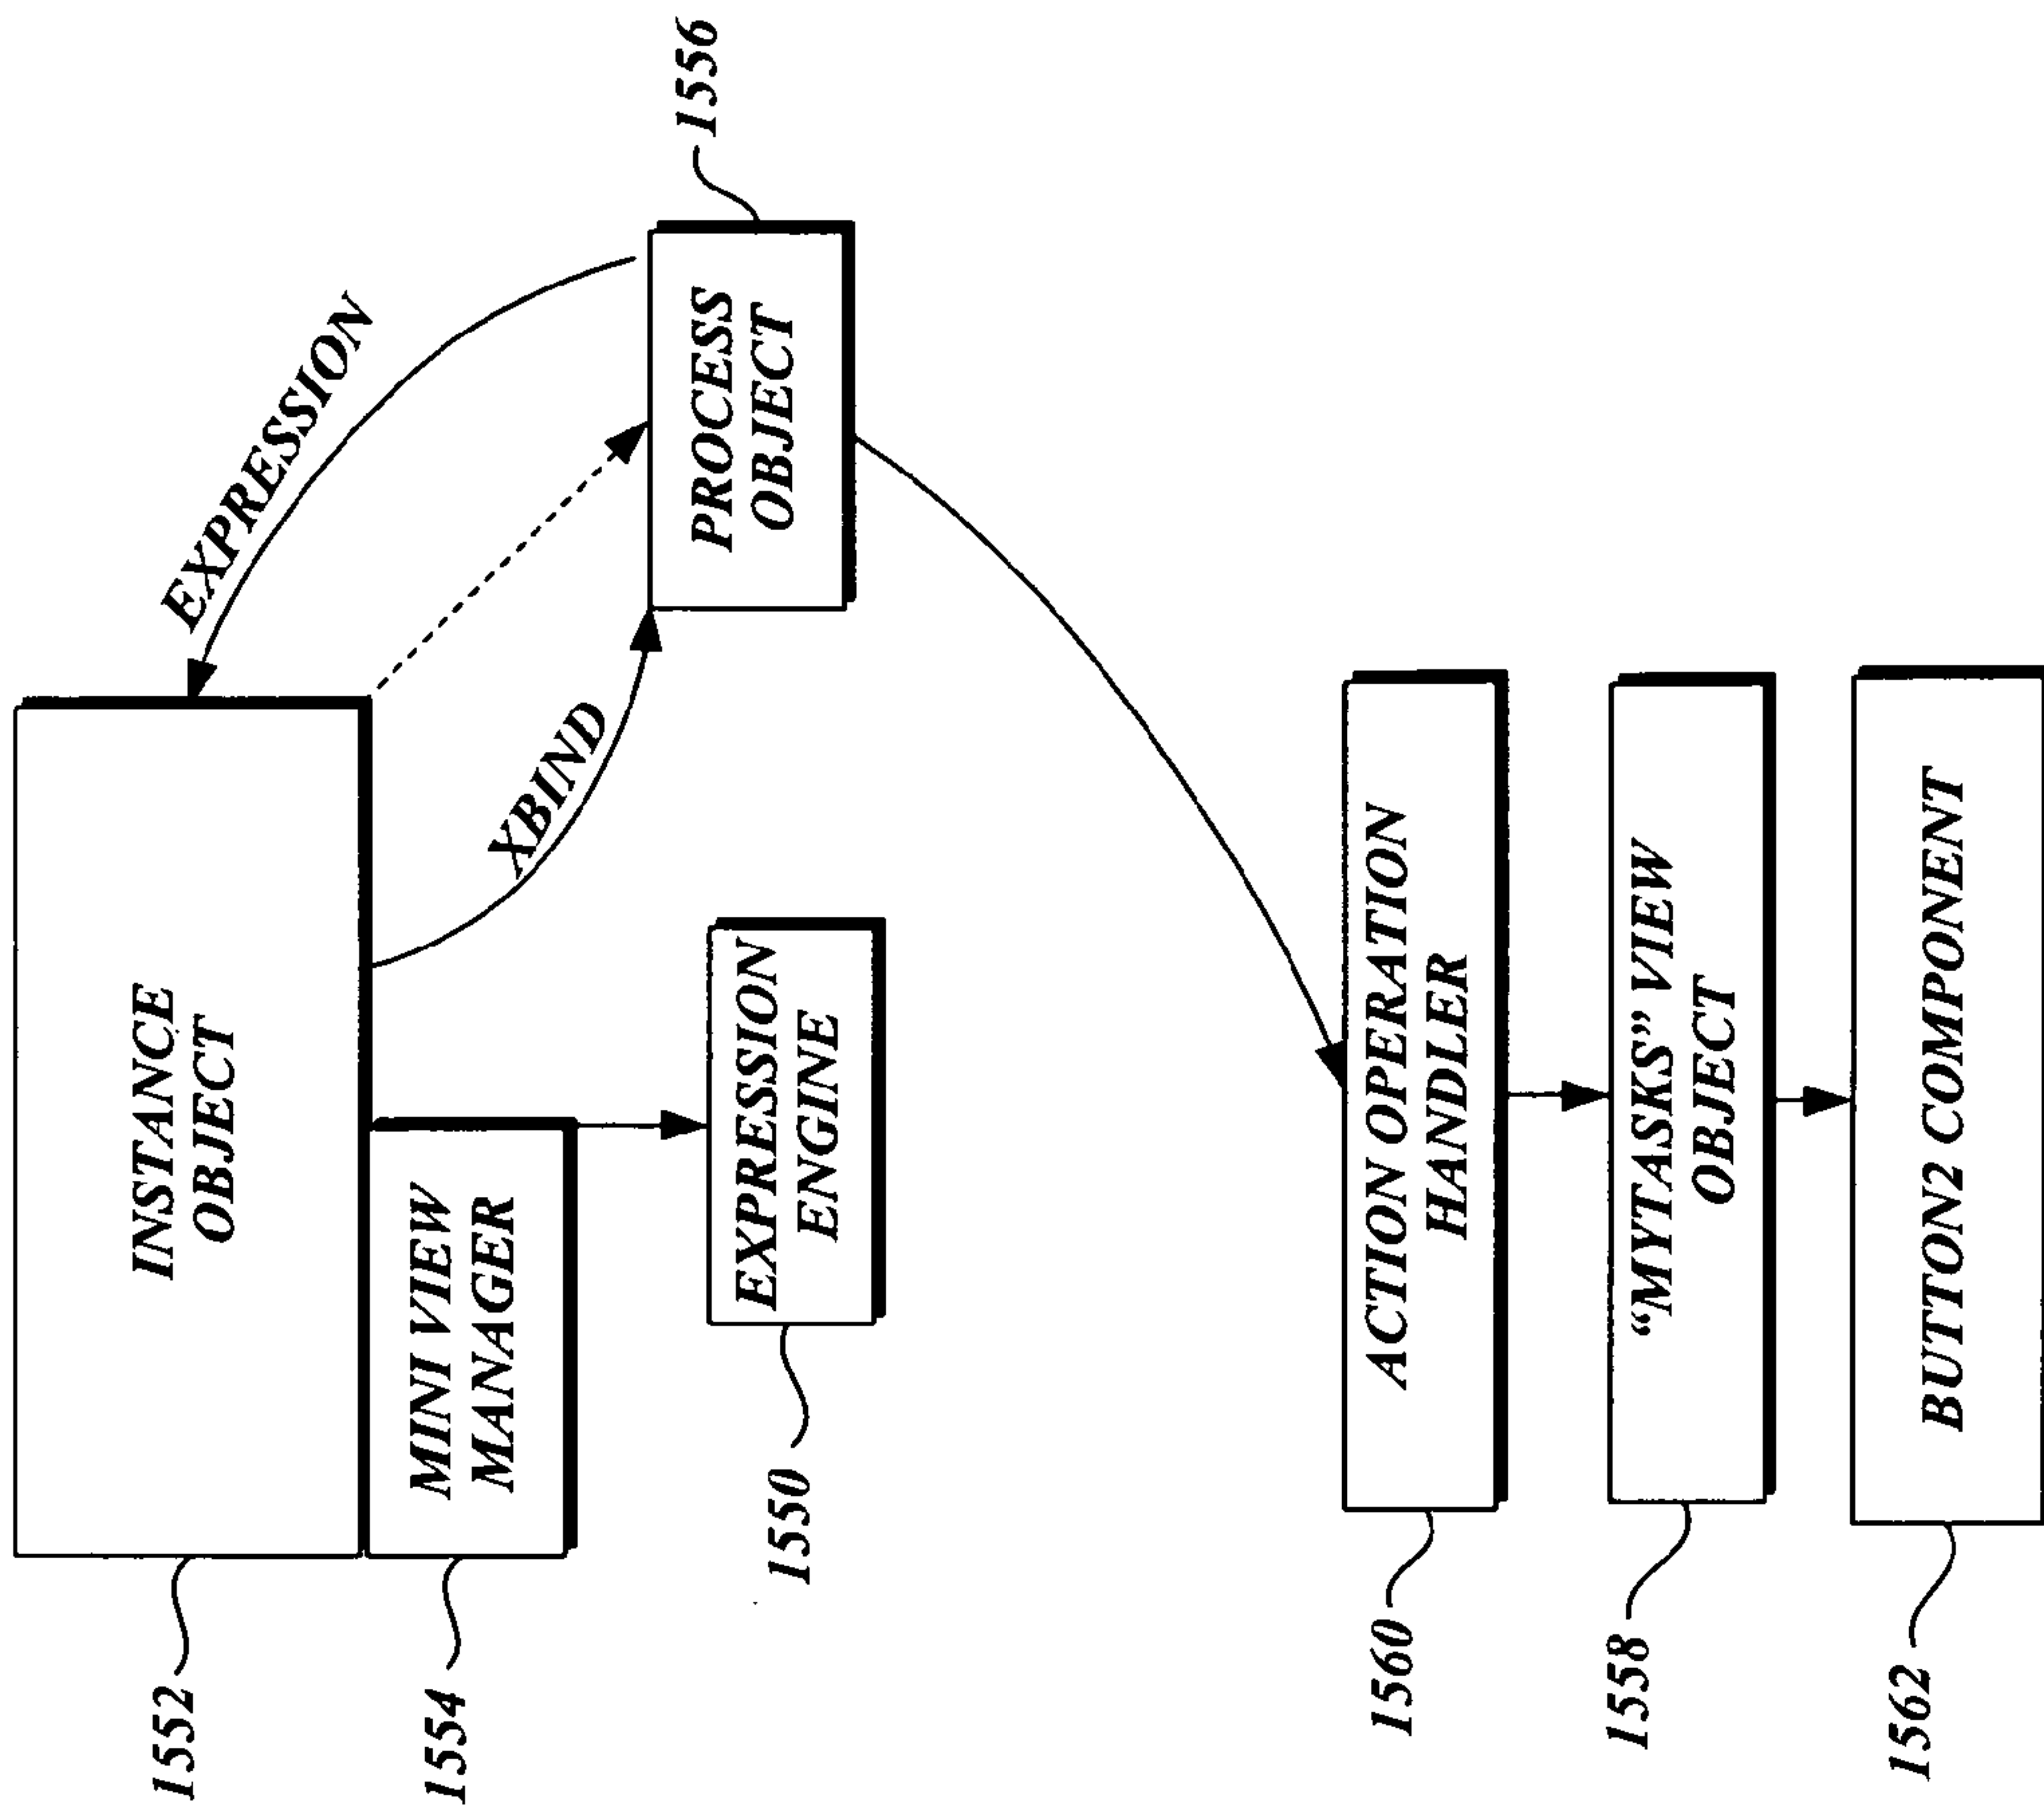 1552
INSTANCE
OBJECT
EXPRESSION
1554
MINI VIEW
MANAGER
XBIND
1556
PROCESS
OBJECT
1550
EXPRESSION
ENGINE
1560
ACTION OPERATION
HANDLER
1558
“MYTASKS” VIEW
OBJECT
1562
BUTTON2 COMPONENT